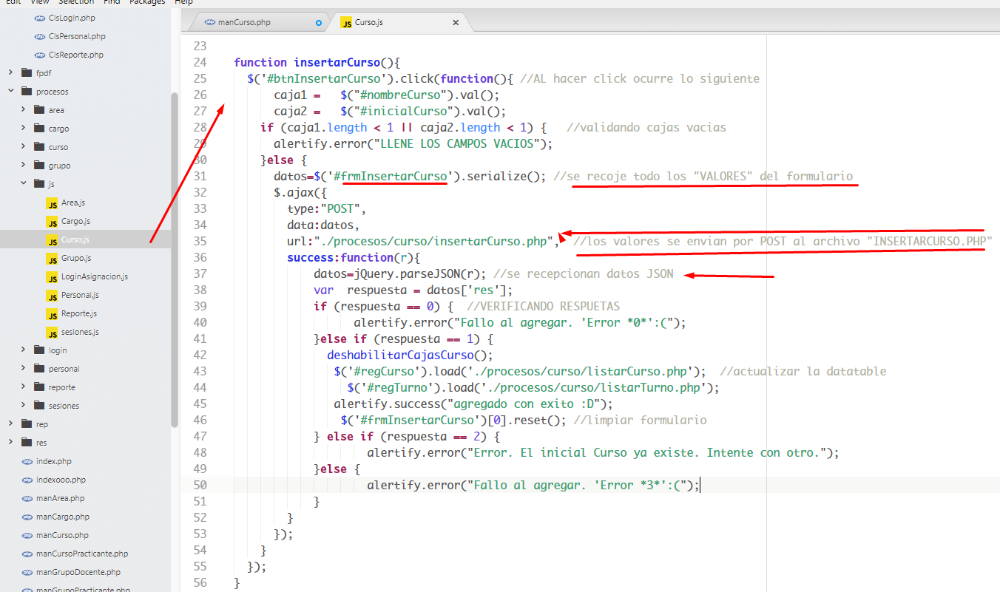 Edit View Selection Find Packages Help
ClsLogin.php
ClsPersonal.php
ClsReporte.php
fpdf
procesos
area
cargo
curso
grupo
js
Area.js
Cargo.js
Curso.js
Grupo.js
LoginAsignacion.js
Personal.js
Reporte.js
sesiones.js
login
personal
reporte
sesiones
rep
res
index.php
indexooo.php
manArea.php
manCargo.php
manCurso.php
manCursoPracticante.php
manGrupoDocente.php
manGrupoPracticante.php
manCurso.php
Curso.js
23
24 function insertarCurso(){
25 $('#btnInsertarCurso').click(function(){ //AL hacer click ocurre lo siguiente
26 caja1 = $("#nombreCurso").val();
27 caja2 = $("#inicialCurso").val();
28 if (caja1.length < 1 || caja2.length < 1) { //validando cajas vacias
29 alertify.error("LLENE LOS CAMPOS VACIOS");
30 }else {
31 datos=$('#frmInsertarCurso').serialize(); //se recoje todo los "VALORES" del formulario
32 $.ajax({
33 type:"POST",
34 data:datos,
35 url:"./procesos/curso/insertarCurso.php", //los valores se envian por POST al archivo "INSERTARCURSO.PHP"
36 success:function(r){
37 datos=jQuery.parseJSON(r); //se recepcionan datos JSON
38 var respuesta = datos['res'];
39 if (respuesta == 0) { //VERIFICANDO RESPUETAS
40 alertify.error("Fallo al agregar. 'Error *0*':(");
41 }else if (respuesta == 1) {
42 deshabilitarCajasCurso();
43 $('#regCurso').load('./procesos/curso/listarCurso.php'); //actualizar la datatable
44 $('#regTurno').load('./procesos/curso/listarTurno.php');
45 alertify.success("agregado con exito :D");
46 $('#frmInsertarCurso')[0].reset(); //limpiar formulario
47 } else if (respuesta == 2) {
48 alertify.error("Error. El inicial Curso ya existe. Intente con otro.");
49 }else {
50 alertify.error("Fallo al agregar. 'Error *3*':(");
51 }
52 }
53 });
54 }
55 });
56 }